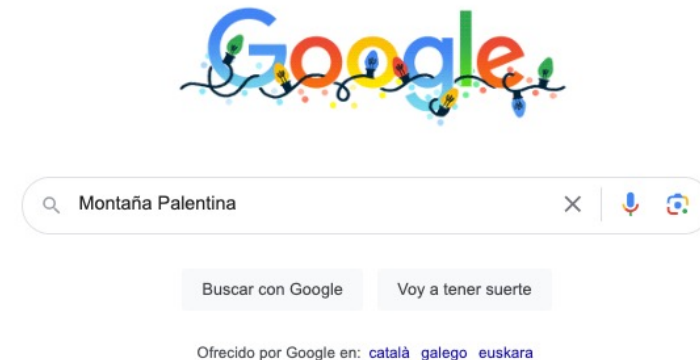 Google
Montaña Palentina
Buscar con Google Voy a tener suerte
Ofrecido por Google en: català galego euskara